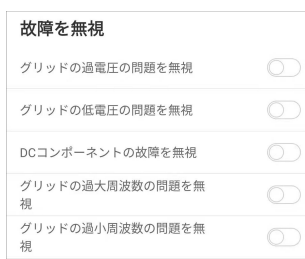 故障を無視
グリッドの過電圧の問題を無視
グリッドの低電圧の問題を無視
DCコンポーネントの故障を無視
グリッドの過大周波数の問題を無
視
グリッドの過小周波数の問題を無
視